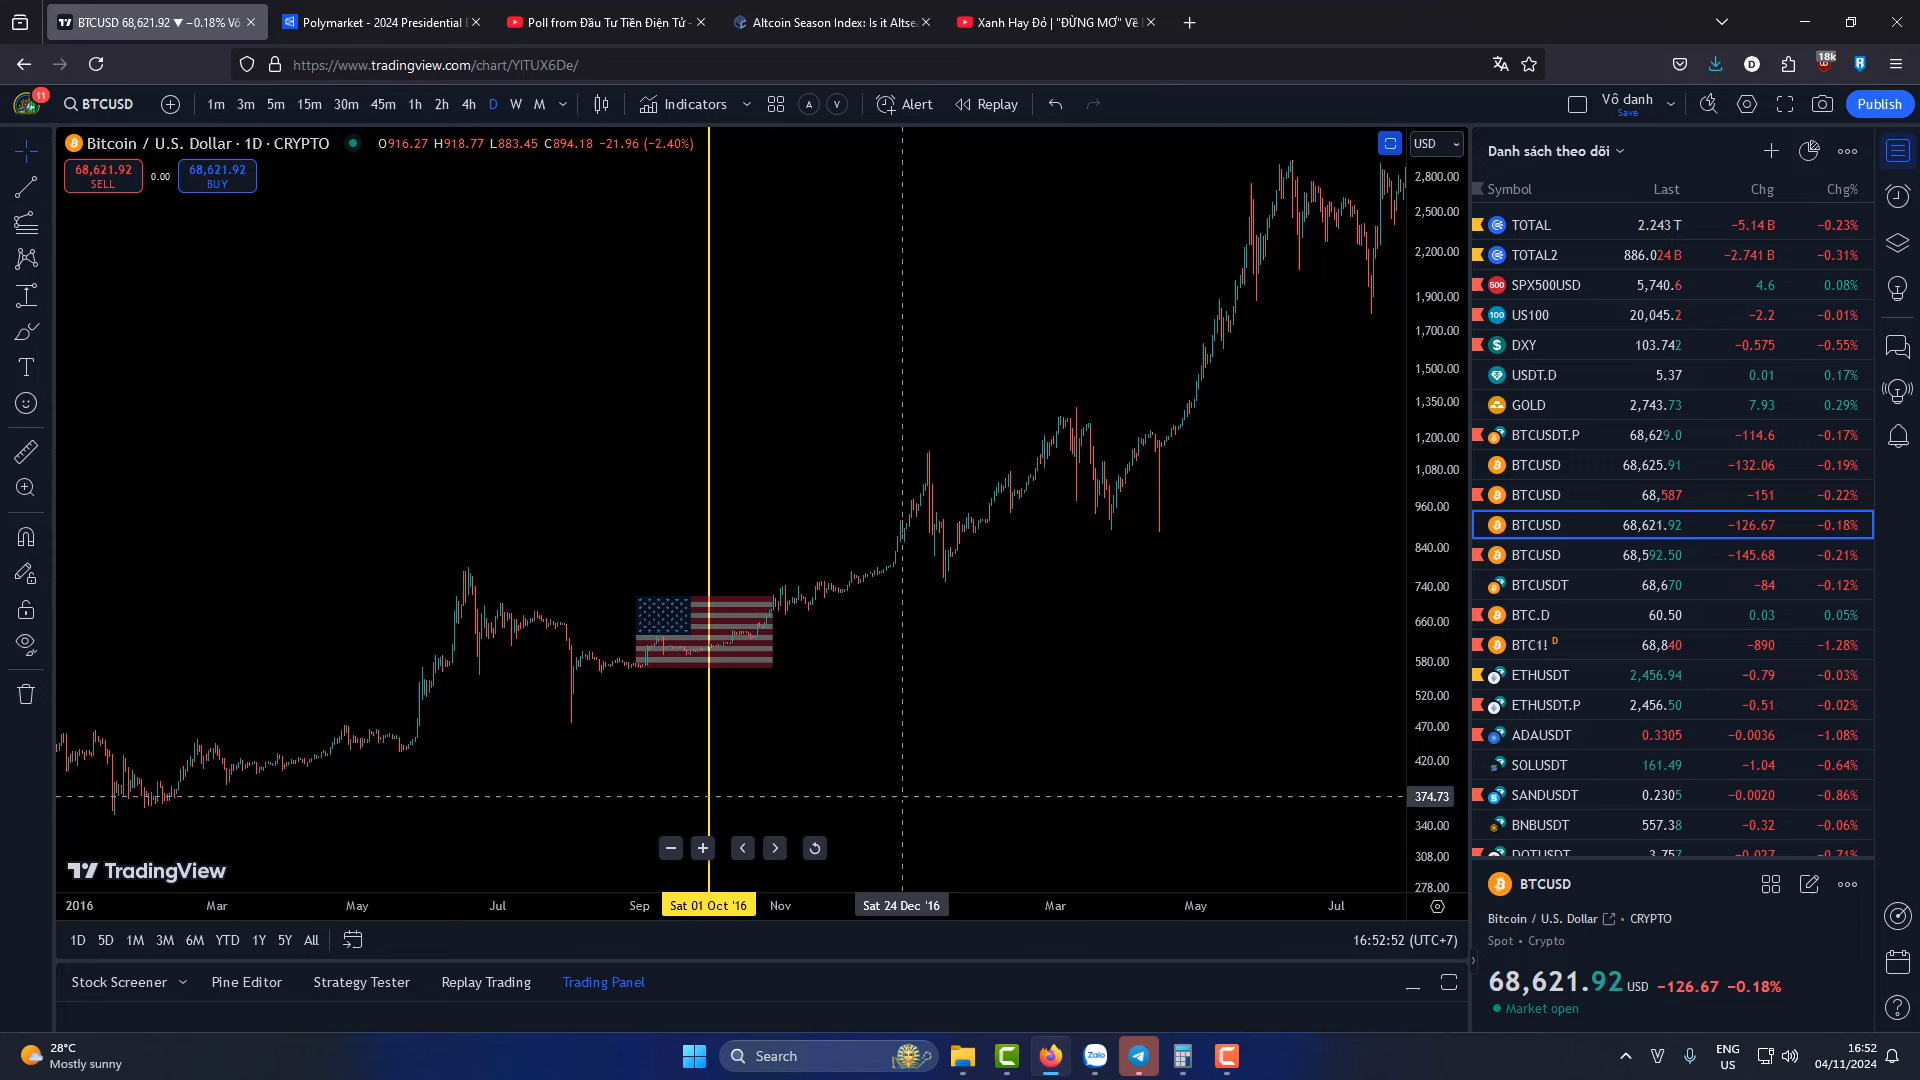 BTCUSD 68,621.92 ▼ −0.18% Vô
Polymarket - 2024 Presidential
Poll from Đầu Tư Tiền Điện Tử -
Altcoin Season Index: Is it Altse
Xanh Hay Đỏ | "ĐỪNG MƠ" Về
https://www.tradingview.com/chart/YITUX6De/
18k
11
BTCUSD
1m 3m 5m 15m 30m 45m 1h 2h 4h D W M
Indicators
A V
Alert
Replay
Vô danh
Save
Publish
Bitcoin / U.S. Dollar · 1D · CRYPTO
O916.27 H918.77 L883.45 C894.18 −21.96 (−2.40%)
68,621.92
SELL
0.00
68,621.92
BUY
USD
2,800.00
2,500.00
2,200.00
1,900.00
1,700.00
1,500.00
1,350.00
1,200.00
1,080.00
960.00
840.00
740.00
660.00
580.00
520.00
470.00
420.00
374.73
340.00
308.00
278.00
TradingView
2016 Mar May Jul Sep Sat 01 Oct '16 Nov Sat 24 Dec '16 Mar May Jul
1D 5D 1M 3M 6M YTD 1Y 5Y All
16:52:52 (UTC+7)
Stock Screener Pine Editor Strategy Tester Replay Trading Trading Panel
Danh sách theo dõi
Symbol Last Chg Chg%
TOTAL 2.243 T −5.14 B −0.23%
TOTAL2 886.024 B −2.741 B −0.31%
500 SPX500USD 5,740.6 4.6 0.08%
100 US100 20,045.2 −2.2 −0.01%
DXY 103.742 −0.575 −0.55%
USDT.D 5.37 0.01 0.17%
GOLD 2,743.73 7.93 0.29%
BTCUSDT.P 68,629.0 −114.6 −0.17%
BTCUSD 68,625.91 −132.06 −0.19%
BTCUSD 68,587 −151 −0.22%
BTCUSD 68,621.92 −126.67 −0.18%
BTCUSD 68,592.50 −145.68 −0.21%
BTCUSDT 68,670 −84 −0.12%
BTC.D 60.50 0.03 0.05%
BTC1! D 68,840 −890 −1.28%
ETHUSDT 2,456.94 −0.79 −0.03%
ETHUSDT.P 2,456.50 −0.51 −0.02%
ADAUSDT 0.3305 −0.0036 −1.08%
SOLUSDT 161.49 −1.04 −0.64%
SANDUSDT 0.2305 −0.0020 −0.86%
BNBUSDT 557.38 −0.32 −0.06%
DOTUSDT 3.757 −0.027 −0.71%
BTCUSD
Bitcoin / U.S. Dollar • CRYPTO
Spot • Crypto
68,621.92 USD −126.67 −0.18%
Market open
28°C
Mostly sunny
Search
Zalo
ENG
US
16:52
04/11/2024